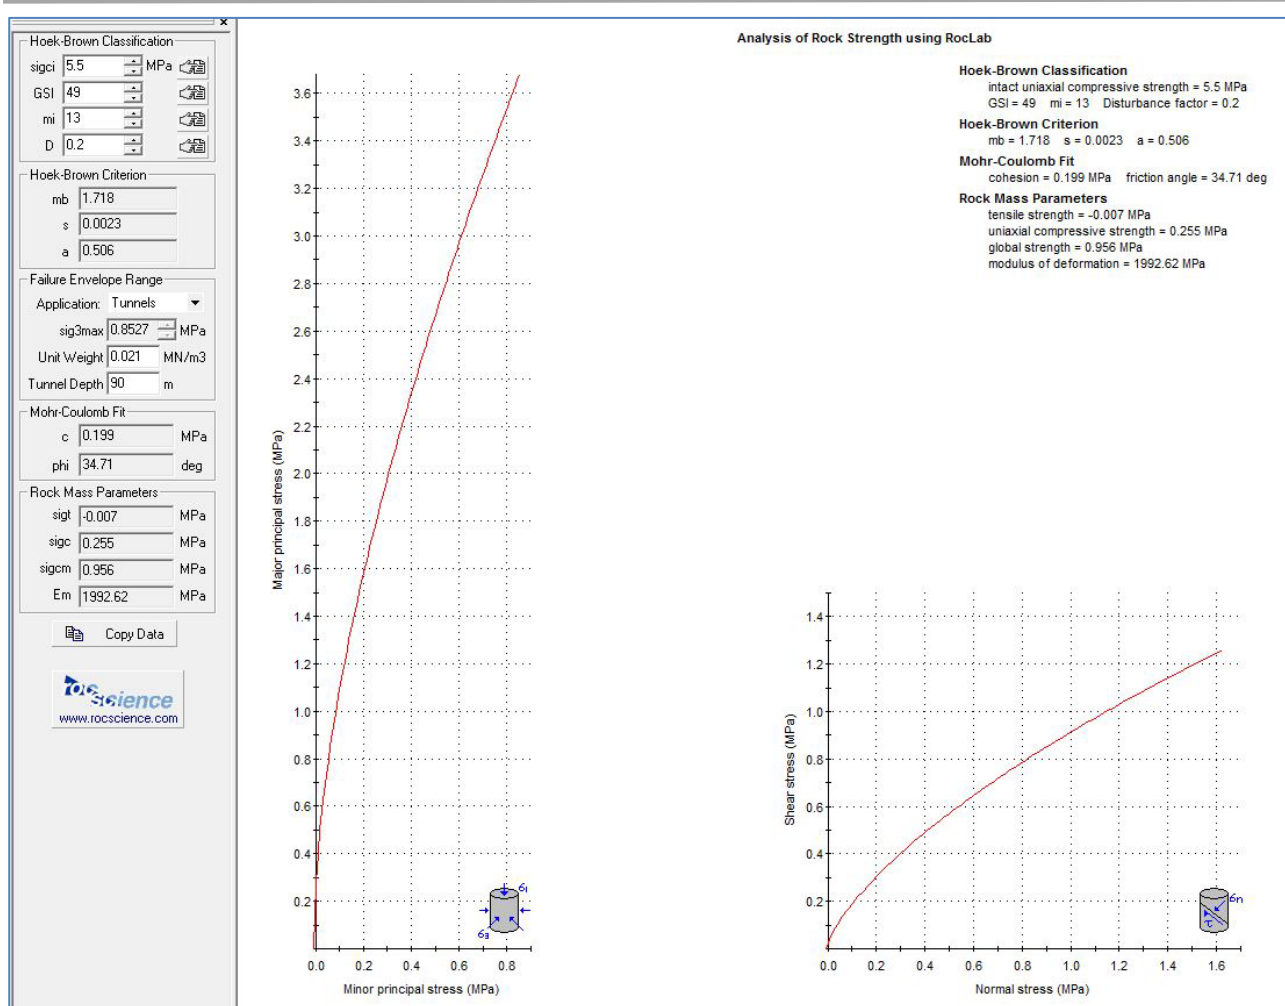 x
Hoek-Brown Classification
sigci 5.5 MPa
GSI 49
mi 13
D 0.2
Hoek-Brown Criterion
mb 1.718
s 0.0023
a 0.506
Failure Envelope Range
Application: Tunnels
sig3max 0.8527 MPa
Unit Weight 0.021 MN/m3
Tunnel Depth 90 m
Mohr-Coulomb Fit
c 0.199 MPa
phi 34.71 deg
Rock Mass Parameters
sigt -0.007 MPa
sigc 0.255 MPa
sigcm 0.956 MPa
Em 1992.62 MPa
Copy Data
rocscience
www.rocscience.com
Analysis of Rock Strength using RocLab
Hoek-Brown Classification
intact uniaxial compressive strength = 5.5 MPa
GSI = 49 mi = 13 Disturbance factor = 0.2
Hoek-Brown Criterion
mb = 1.718 s = 0.0023 a = 0.506
Mohr-Coulomb Fit
cohesion = 0.199 MPa friction angle = 34.71 deg
Rock Mass Parameters
tensile strength = -0.007 MPa
uniaxial compressive strength = 0.255 MPa
global strength = 0.956 MPa
modulus of deformation = 1992.62 MPa
Major principal stress (MPa)
3.6
3.4
3.2
3.0
2.8
2.6
2.4
2.2
2.0
1.8
1.6
1.4
1.2
1.0
0.8
0.6
0.4
0.2
0.0 0.2 0.4 0.6 0.8
Minor principal stress (MPa)
σ1
σ3
Shear stress (MPa)
1.4
1.2
1.0
0.8
0.6
0.4
0.2
0.0 0.2 0.4 0.6 0.8 1.0 1.2 1.4 1.6
Normal stress (MPa)
σn
τ